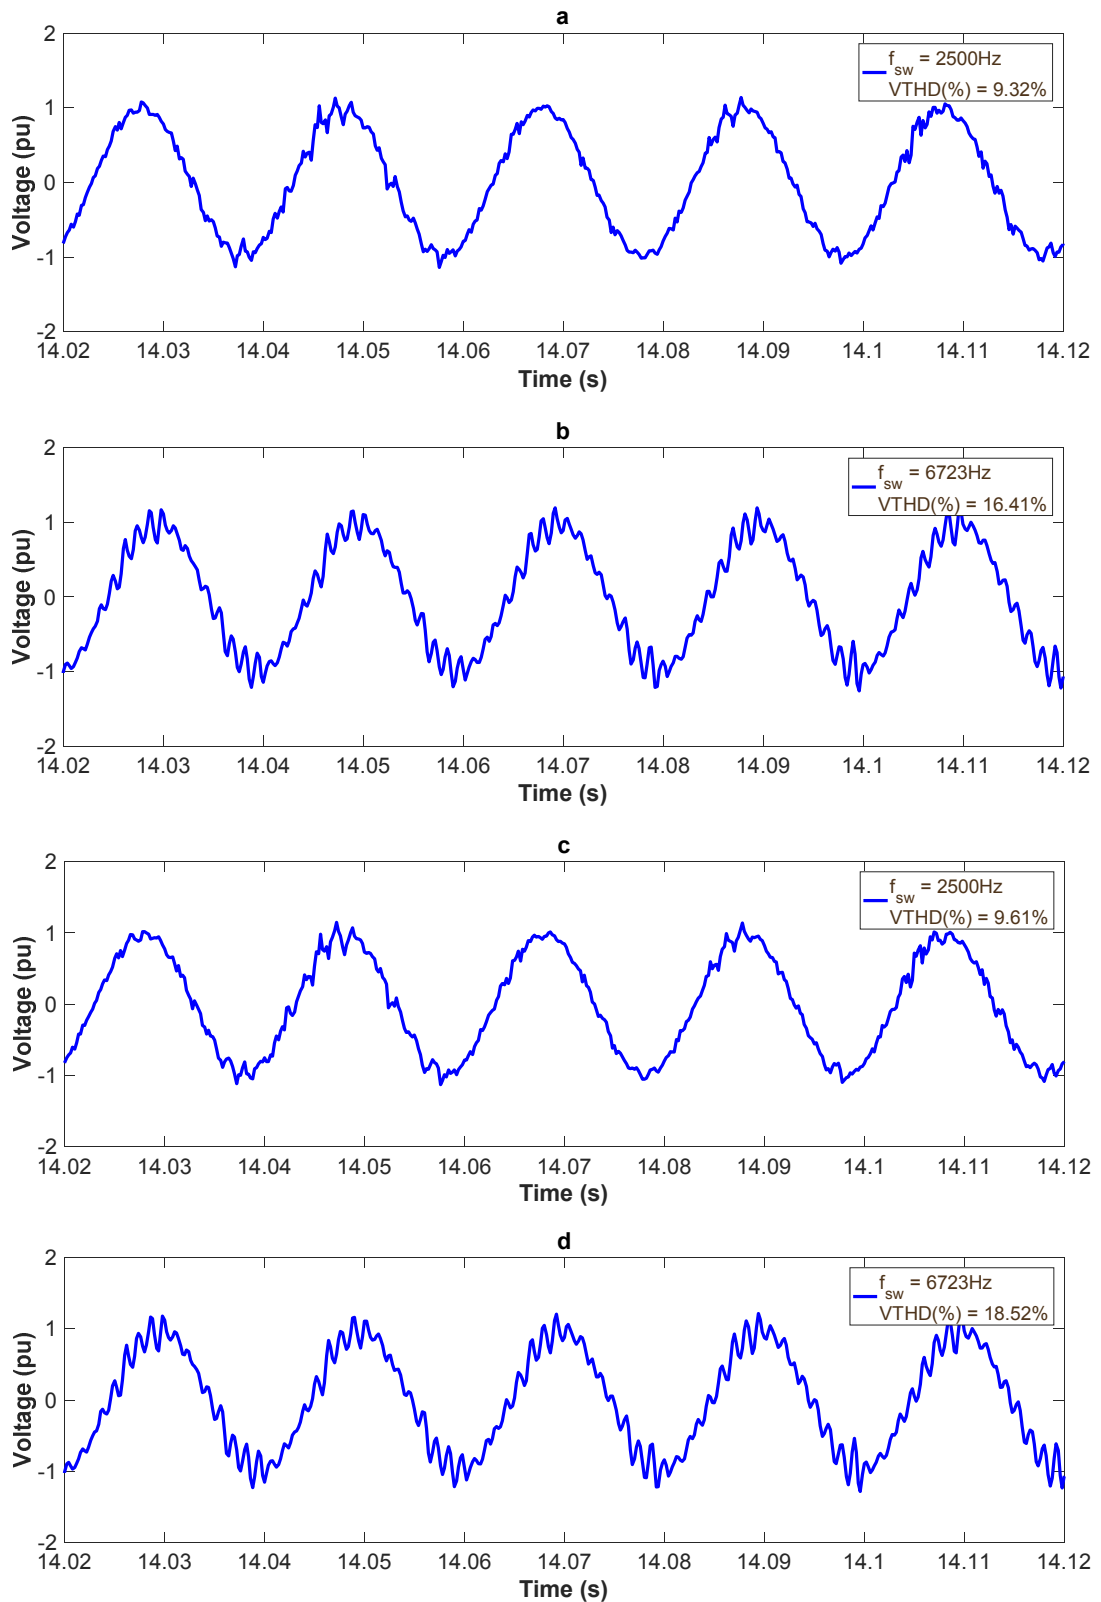 a
2
1
0
-1
-2
Voltage (pu)
f sw = 2500Hz
VTHD(%) = 9.32%
14.02 14.03 14.04 14.05 14.06 14.07 14.08 14.09 14.1 14.11 14.12
Time (s)
b
2
1
0
-1
-2
Voltage (pu)
f sw = 6723Hz
VTHD(%) = 16.41%
14.02 14.03 14.04 14.05 14.06 14.07 14.08 14.09 14.1 14.11 14.12
Time (s)
c
2
1
0
-1
-2
Voltage (pu)
f sw = 2500Hz
VTHD(%) = 9.61%
14.02 14.03 14.04 14.05 14.06 14.07 14.08 14.09 14.1 14.11 14.12
Time (s)
d
2
1
0
-1
-2
Voltage (pu)
f sw = 6723Hz
VTHD(%) = 18.52%
14.02 14.03 14.04 14.05 14.06 14.07 14.08 14.09 14.1 14.11 14.12
Time (s)